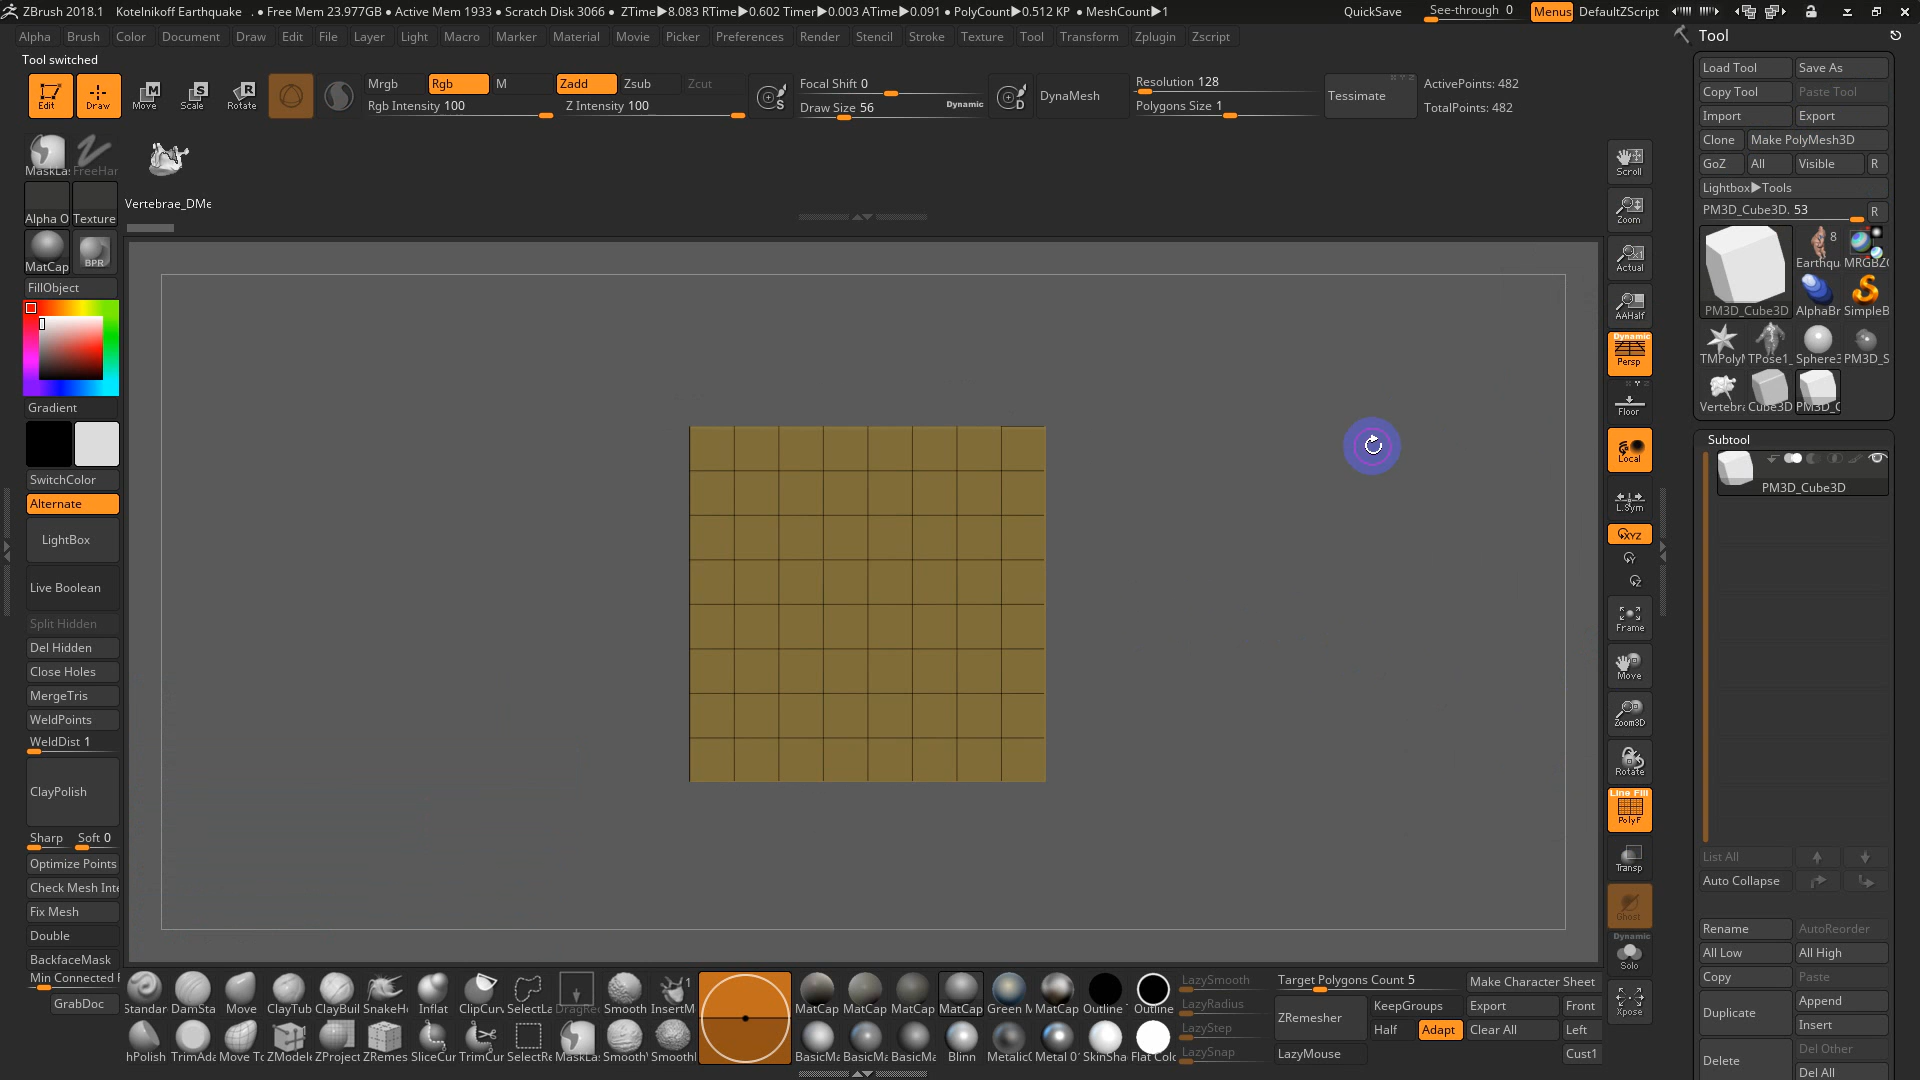 ZBrush 2018.1 Kotelnikoff Earthquake . • Free Mem 23.977GB • Active Mem 1933 • Scratch Disk 3066 • ZTime▶8.083 RTime▶0.602 Timer▶0.003 ATime▶0.091 • PolyCount▶0.512 KP • MeshCount▶1 QuickSave See-through 0 Menus DefaultZScript
Alpha Brush Color Document Draw Edit File Layer Light Macro Marker Material Movie Picker Preferences Render Stencil Stroke Texture Tool Transform Zplugin Zscript
Tool
Tool switched
Edit Draw Move Scale Rotate
Mrgb Rgb M
Rgb Intensity 100
Zadd Zsub Zcut
Z Intensity 100
Focal Shift 0
Draw Size 56 Dynamic
DynaMesh
Resolution 128
Polygons Size 1
Tessimate
ActivePoints: 482
TotalPoints: 482
MaskLa FreeHar
Vertebrae_DMe
Alpha O Texture
MatCap BPR
FillObject
Gradient
SwitchColor
Alternate
LightBox
Live Boolean
Split Hidden
Del Hidden
Close Holes
MergeTris
WeldPoints
WeldDist 1
ClayPolish
Sharp Soft 0
Optimize Points
Check Mesh Inte
Fix Mesh
Double
BackfaceMask
Min Connected P
GrabDoc
Scroll
Zoom
Actual
AAHalf
Dynamic
Persp
Floor
Local
L.Sym
XYZ
Y
Z
Frame
Move
Zoom3D
Rotate
Line Fill
PolyF
Transp
Ghost
Dynamic
Solo
Xpose
Load Tool Save As
Copy Tool Paste Tool
Import Export
Clone Make PolyMesh3D
GoZ All Visible R
Lightbox▶Tools
PM3D_Cube3D. 53 R
8
PM3D_Cube3D Earthqu MRGBZ
AlphaBr SimpleB
TMPolyM TPose1_ Sphere3 PM3D_S
Vertebra Cube3D PM3D_C
Subtool
PM3D_Cube3D
List All
Auto Collapse
Rename AutoReorder
All Low All High
Copy Paste
Duplicate Append
Insert
Delete Del Other
Del All
Standar DamSta Move ClayTub ClayBuil SnakeH Inflat ClipCurv SelectLa DragRec Smooth InsertM
hPolish TrimAda Move To ZModel ZProject ZRemes SliceCur TrimCur SelectRe MaskLas Smooth Smooth
MatCap MatCap MatCap MatCap Green M MatCap Outline Outline
BasicMa BasicMa BasicMa Blinn Metalic Metal 0 SkinSha Flat Colo
LazySmooth
LazyRadius
LazyStep
LazySnap
Target Polygons Count 5
ZRemesher KeepGroups
Half Adapt
LazyMouse
Make Character Sheet
Export Front
Clear All Left
Cust1